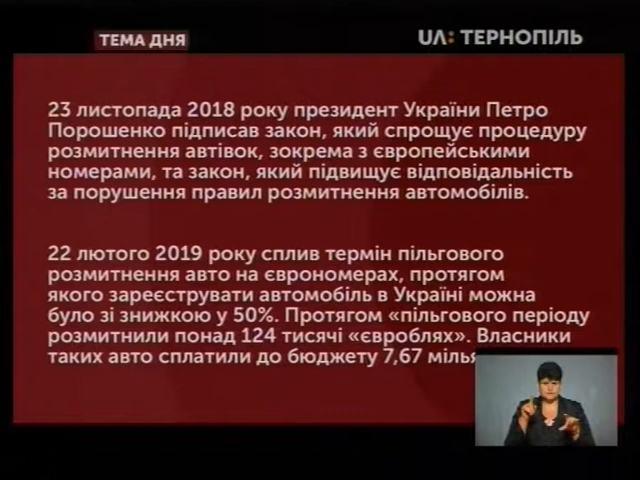 ТЕМА ДНЯ
UA: ТЕРНОПІЛЬ
23 листопада 2018 року президент України Петро
Порошенко підписав закон, який спрощує процедуру
розмитнення автівок, зокрема з європейськими
номерами, та закон, який підвищує відповідальність
за порушення правил розмитнення автомобілів.
22 лютого 2019 року сплив термін пільгового
розмитнення авто на єврономерах, протягом
якого зареєструвати автомобіль в Україні можна
було зі знижкою у 50%. Протягом «пільгового періоду
розмитнили понад 124 тисячі «євроблях». Власники
таких авто сплатили до бюджету 7,67